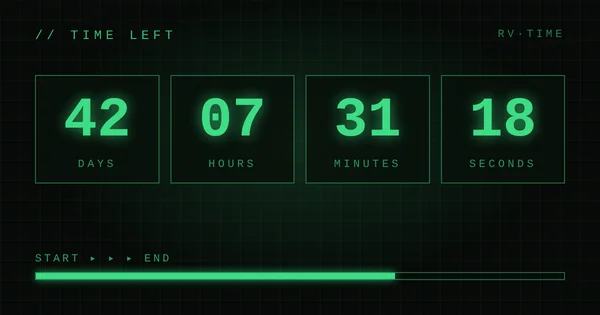 // TIME LEFT
RV·TIME
42 07 31 18
DAYS HOURS MINUTES SECONDS
START ▸ ▸ ▸ END